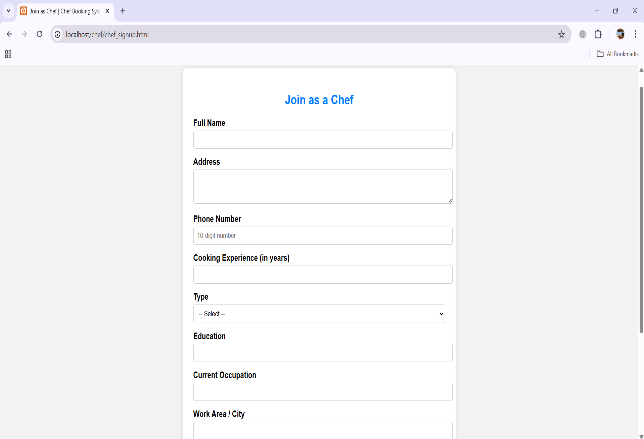 Join as Chef | Chef Booking Sys
localhost/chef/chef_signup.html
All Bookmarks
Join as a Chef
Full Name
Address
Phone Number
10 digit number
Cooking Experience (in years)
Type
-- Select --
Education
Current Occupation
Work Area / City